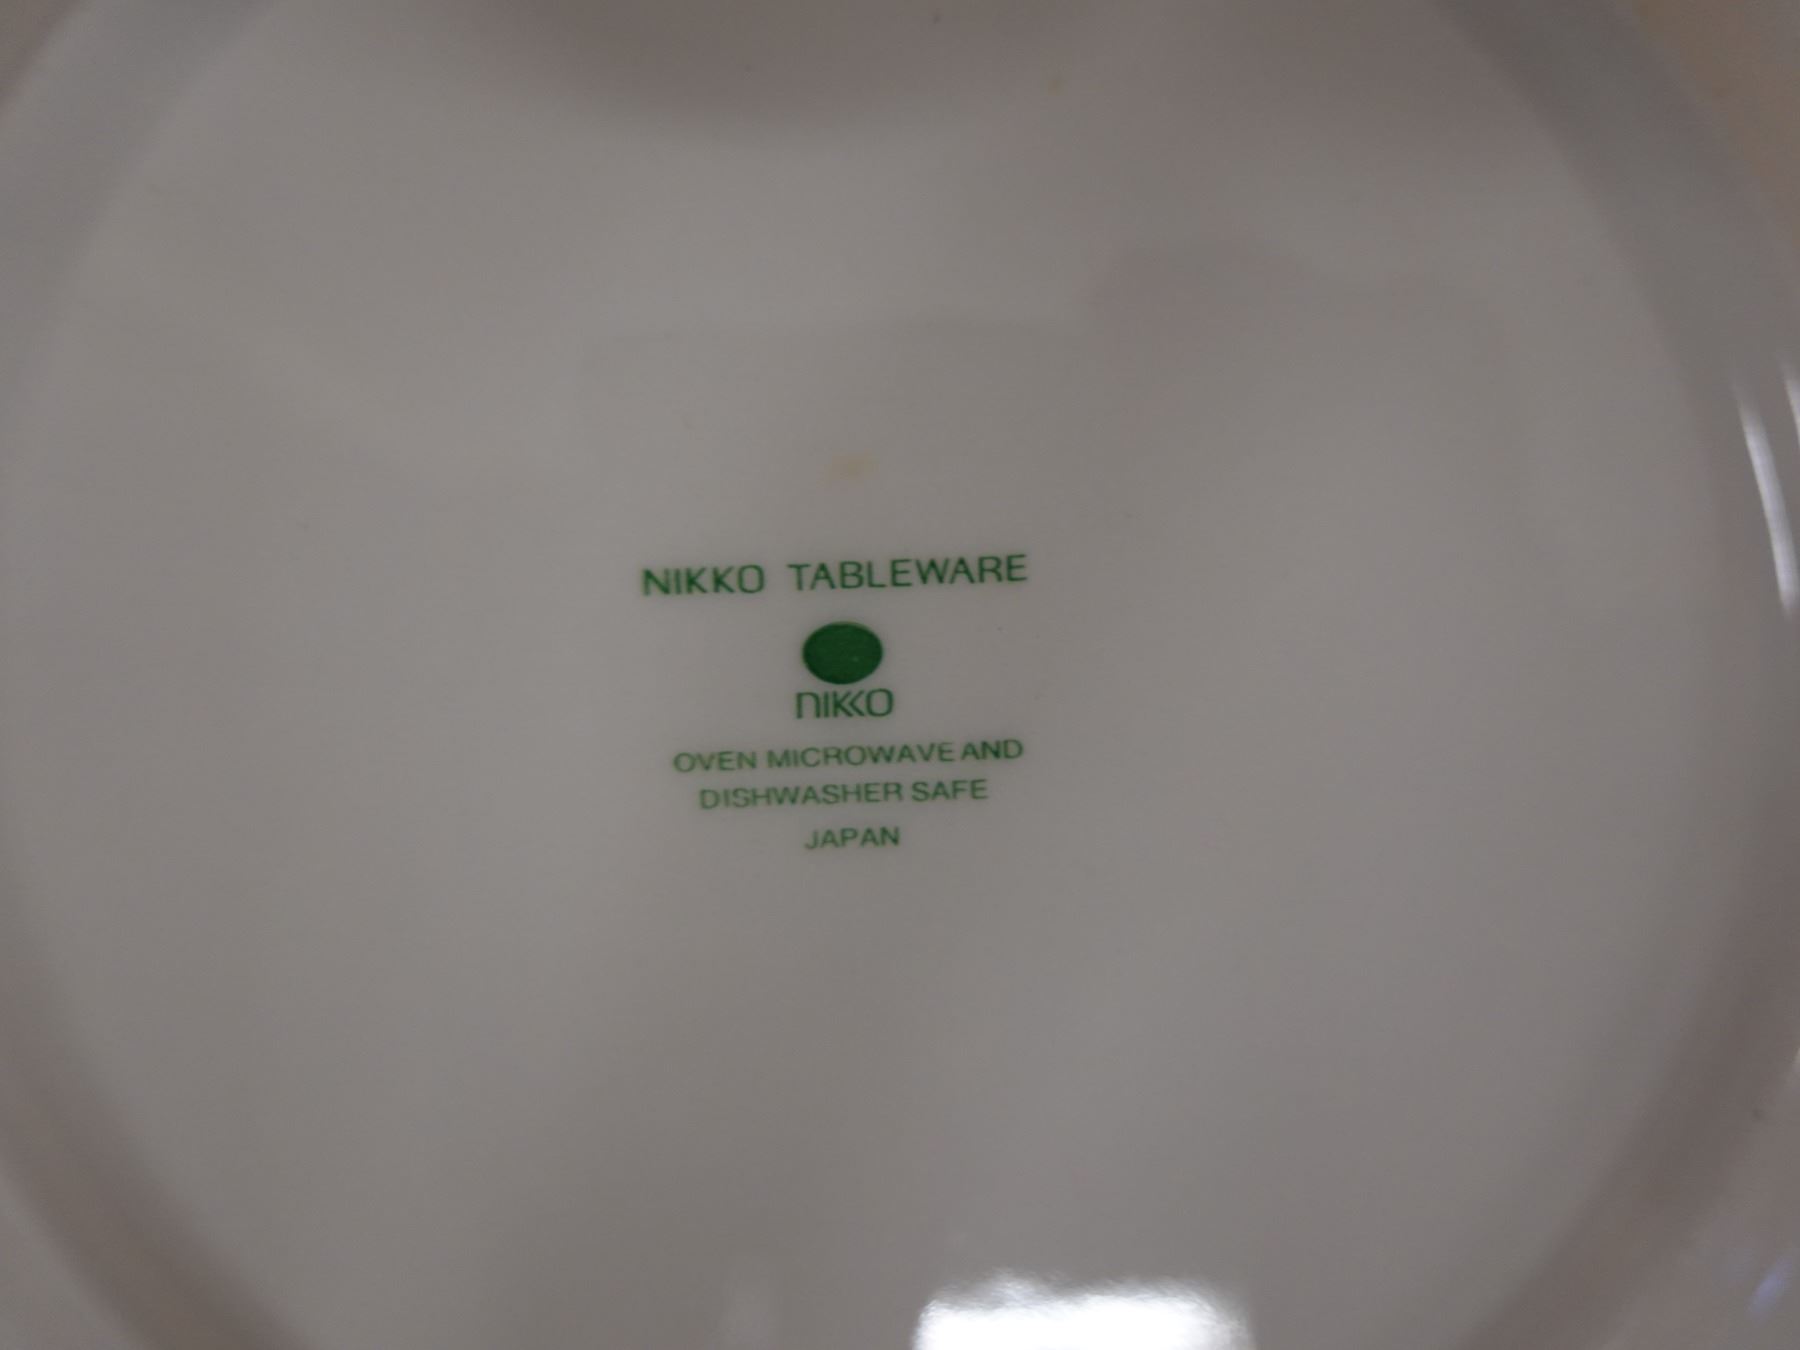 NIKKO TABLEWARE
NIKKO
OVEN MICROWAVE AND
DISHWASHER SAFE
JAPAN